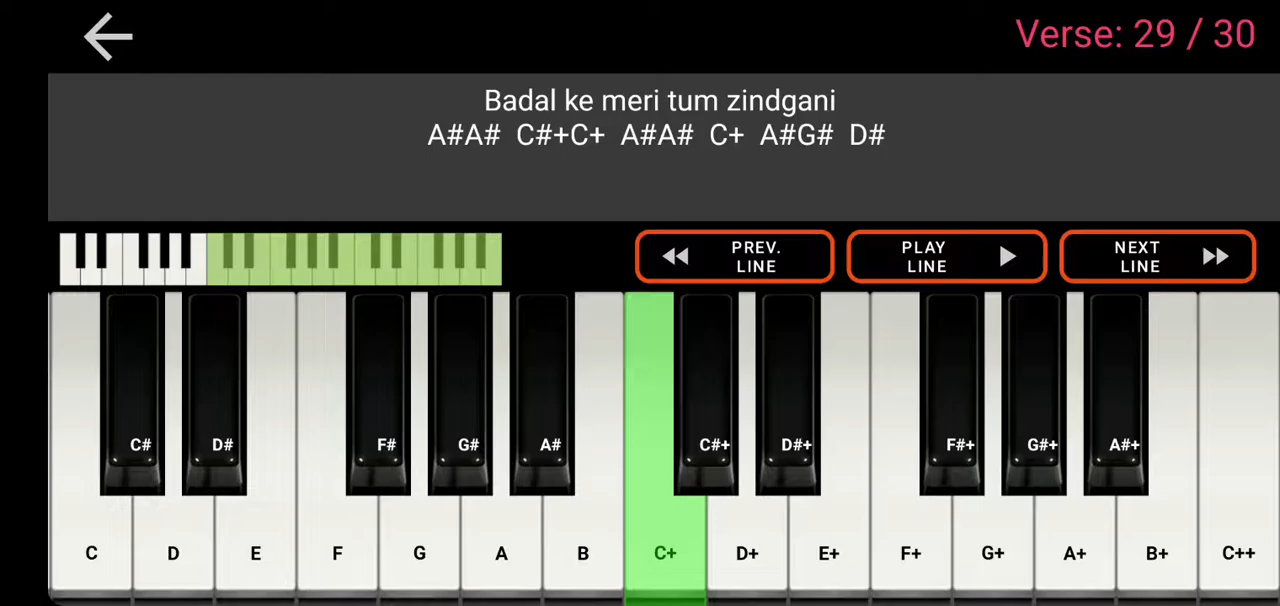 Verse: 29 / 30
Badal ke meri tum zindgani
A#A# C#+C+ A#A# C+ A#G# D#
PREV. LINE
PLAY LINE
NEXT LINE
C# D# F# G# A# C#+ D#+ F#+ G#+ A#+
C D E F G A B C+ D+ E+ F+ G+ A+ B+ C++